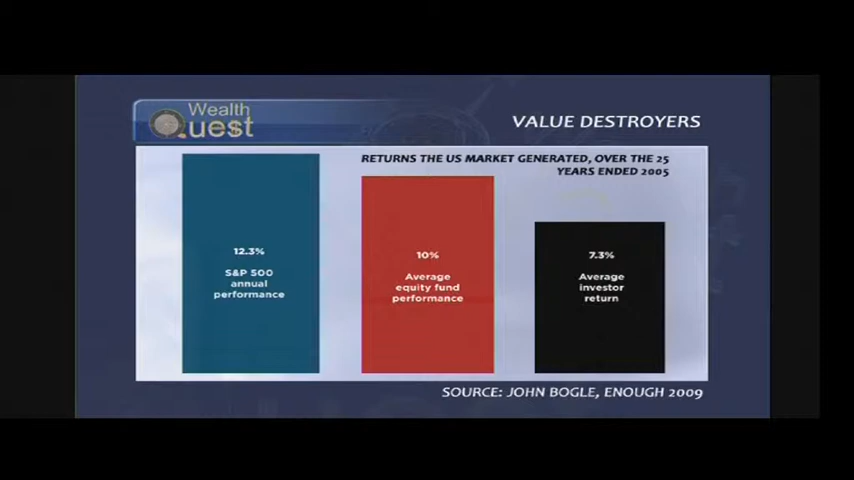 Wealth
Quest
VALUE DESTROYERS
RETURNS THE US MARKET GENERATED, OVER THE 25
YEARS ENDED 2005
12.3%
S&P 500
annual
performance
10%
Average
equity fund
performance
7.3%
Average
investor
return
SOURCE: JOHN BOGLE, ENOUGH 2009